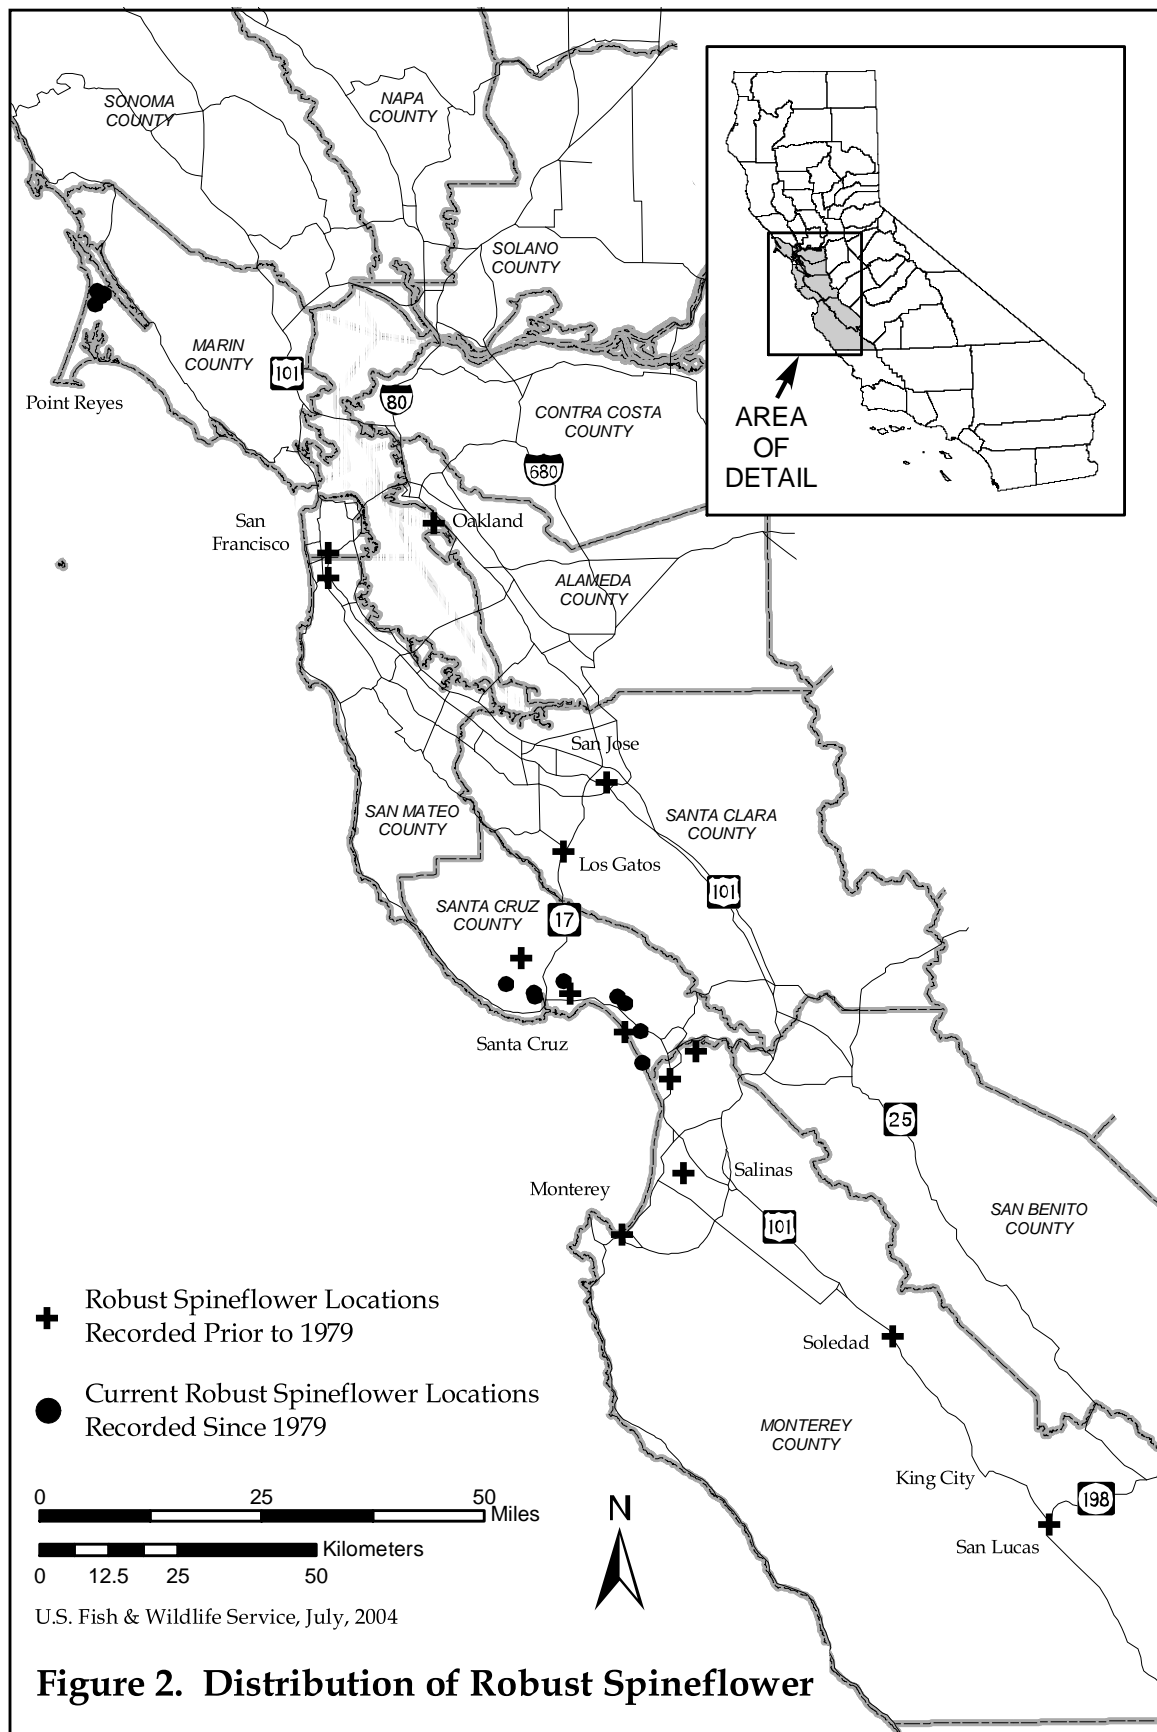 SONOMA
COUNTY
NAPA
COUNTY
SOLANO
COUNTY
MARIN
COUNTY
101
80
Point Reyes
CONTRA COSTA
COUNTY
680
AREA
OF
DETAIL
San
Francisco
Oakland
ALAMEDA
COUNTY
San Jose
SAN MATEO
COUNTY
SANTA CLARA
COUNTY
Los Gatos
101
SANTA CRUZ
COUNTY
17
Santa Cruz
25
Salinas
Monterey
101
SAN BENITO
COUNTY
Soledad
MONTEREY
COUNTY
King City
198
San Lucas
Robust Spineflower Locations
Recorded Prior to 1979
Current Robust Spineflower Locations
Recorded Since 1979
0 25 50
Miles
Kilometers
0 12.5 25 50
N
U.S. Fish & Wildlife Service, July, 2004
Figure 2. Distribution of Robust Spineflower